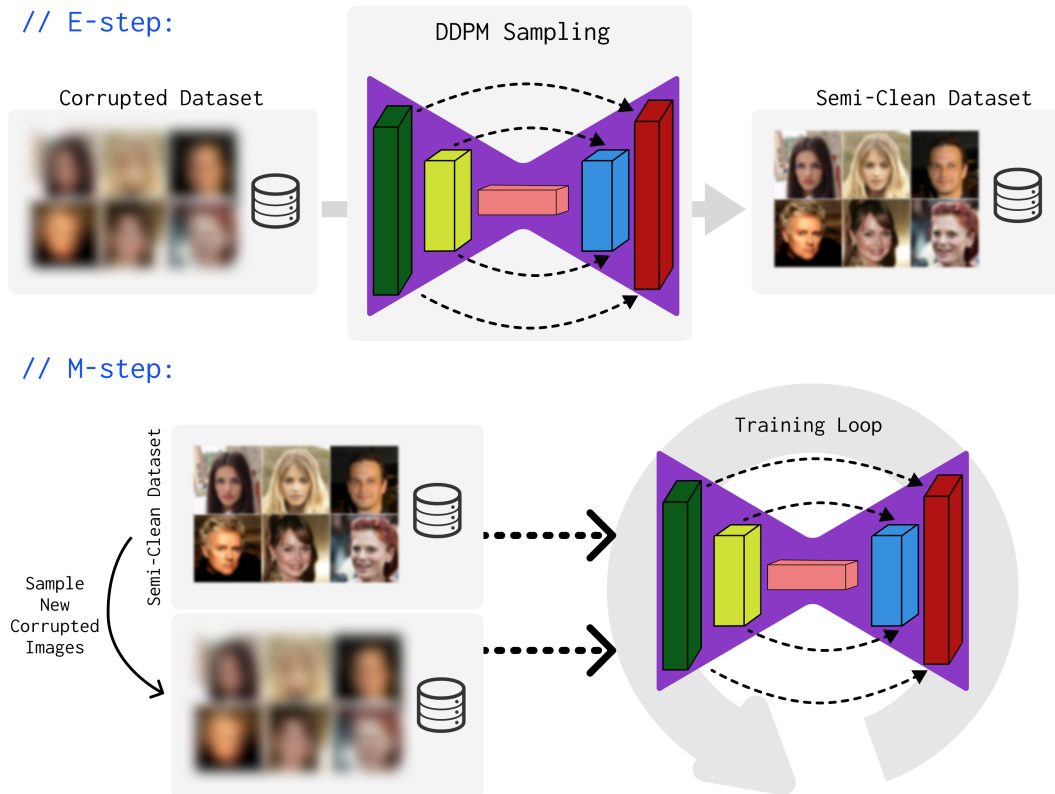 // E-step:
DDPM Sampling
Corrupted Dataset
Semi-Clean Dataset
// M-step:
Semi-Clean Dataset
Sample
New
Corrupted
Images
Training Loop